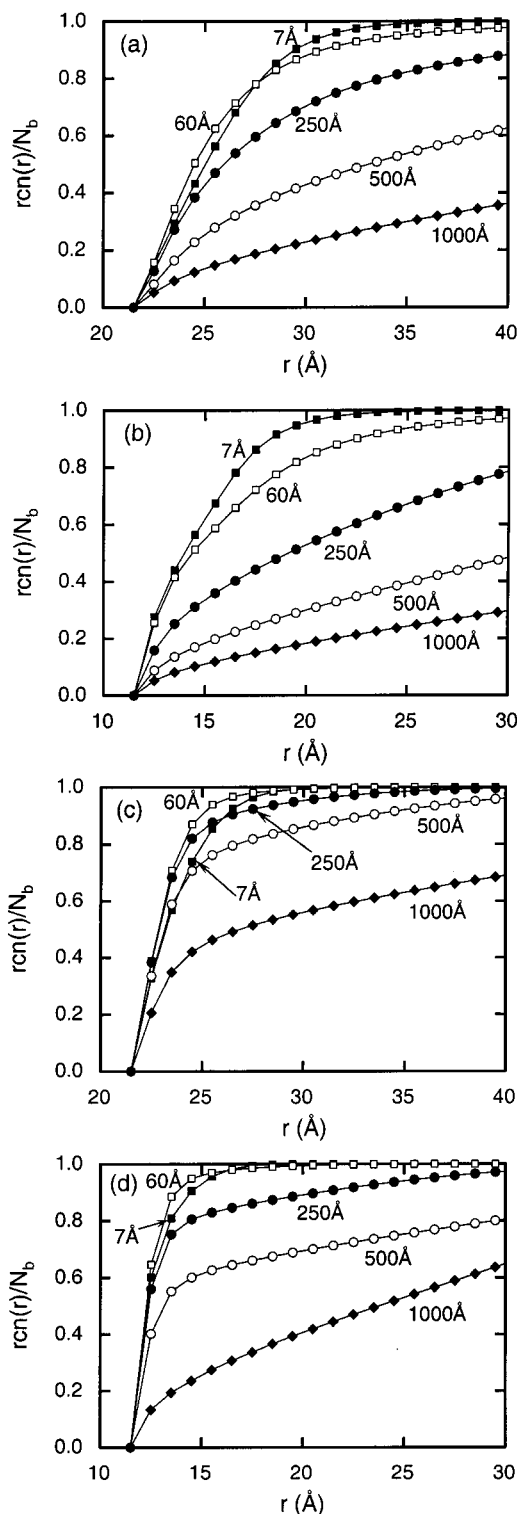 (a)
7Å
60Å
250Å
500Å
1000Å
rcn(r)/N_b
1.0
0.8
0.6
0.4
0.2
0.0
20 25 30 35 40
r (Å)
(b)
7Å
60Å
250Å
500Å
1000Å
rcn(r)/N_b
1.0
0.8
0.6
0.4
0.2
0.0
10 15 20 25 30
r (Å)
(c)
60Å
500Å
250Å
7Å
1000Å
rcn(r)/N_b
1.0
0.8
0.6
0.4
0.2
0.0
20 25 30 35 40
r (Å)
(d)
60Å
7Å
250Å
500Å
1000Å
rcn(r)/N_b
1.0
0.8
0.6
0.4
0.2
0.0
10 15 20 25 30
r (Å)